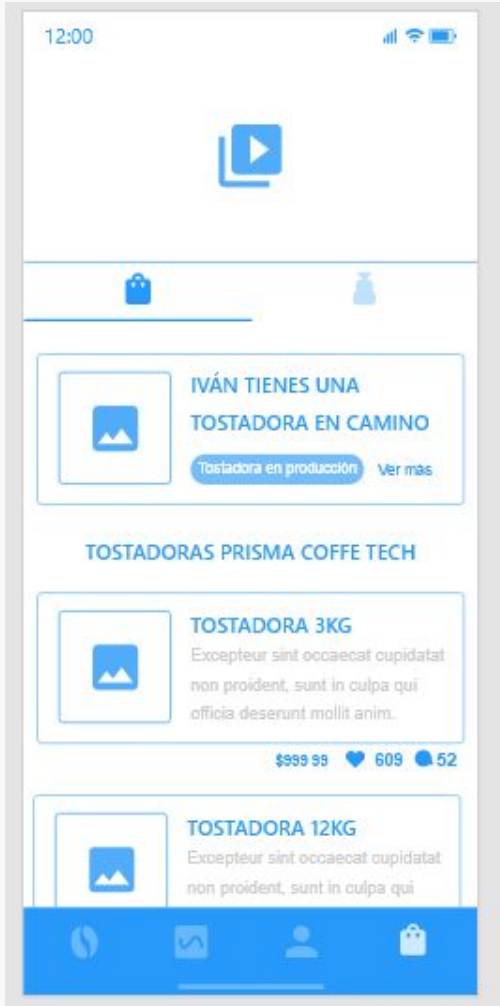 12:00
IVÁN TIENES UNA
TOSTADORA EN CAMINO
Tostadora en producción Ver más
TOSTADORAS PRISMA COFFE TECH
TOSTADORA 3KG
Excepteur sint occaecat cupidatat
non proident, sunt in culpa qui
officia deserunt mollit anim.
$999 99 609 52
TOSTADORA 12KG
Excepteur sint occaecat cupidatat
non proident, sunt in culpa qui